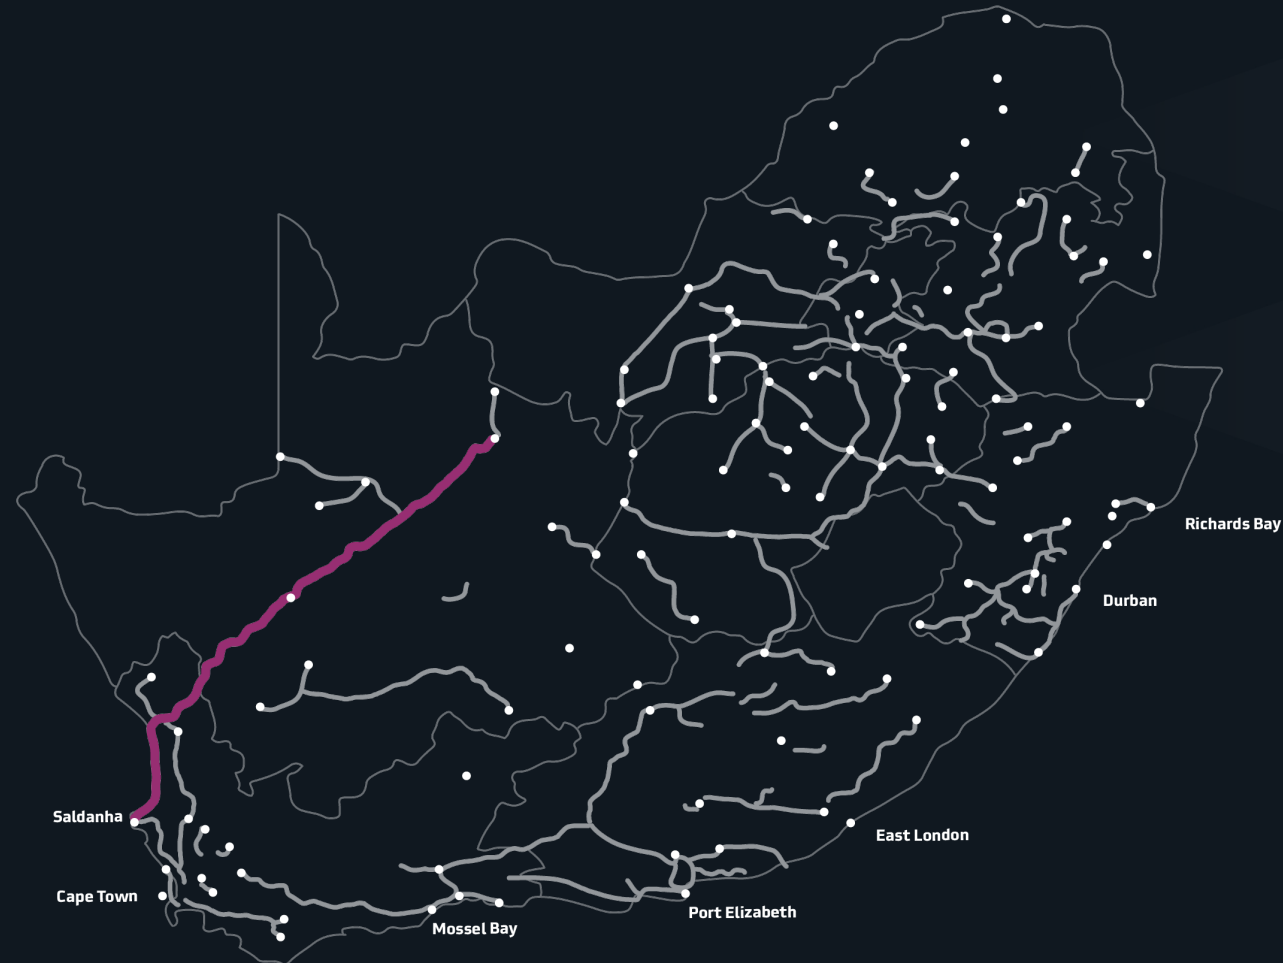 Richards Bay
Durban
Saldanha
East London
Cape Town
Port Elizabeth
Mossel Bay